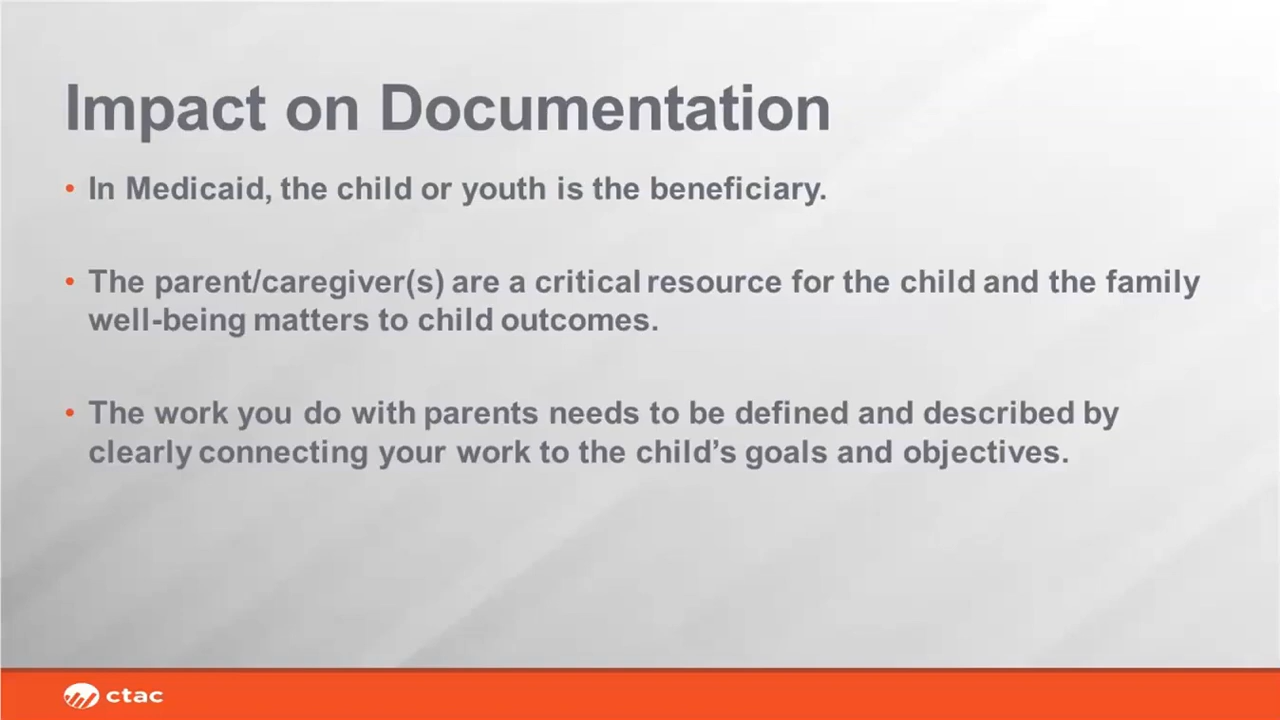 Impact on Documentation
• In Medicaid, the child or youth is the beneficiary.
• The parent/caregiver(s) are a critical resource for the child and the family
well-being matters to child outcomes.
• The work you do with parents needs to be defined and described by
clearly connecting your work to the child’s goals and objectives.
ctac